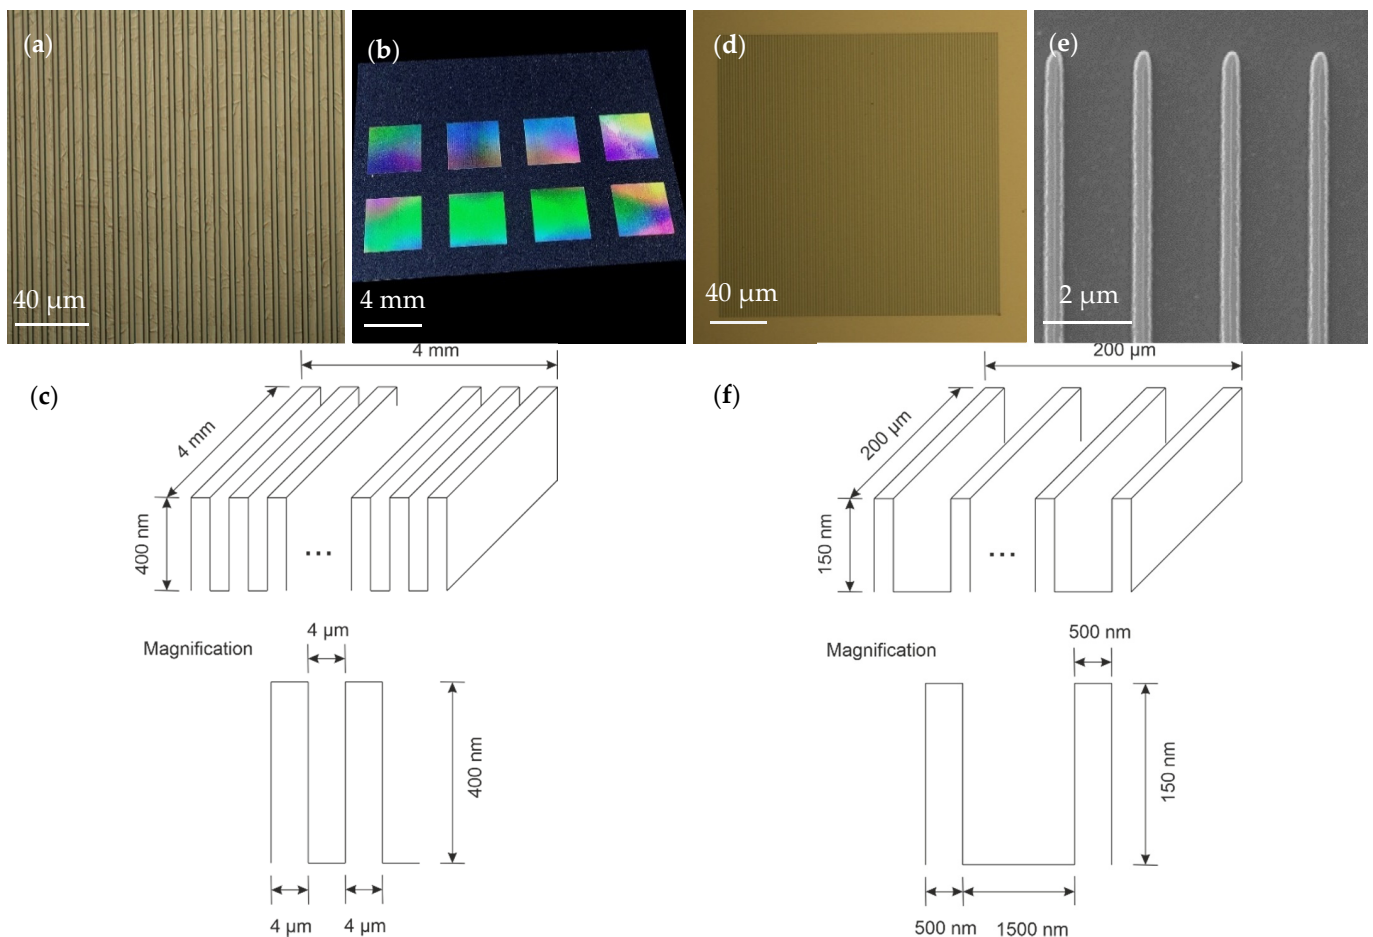 (a)
40 µm
(b)
4 mm
(d)
40 µm
(e)
2 µm
(c)
4 mm
4 mm
400 nm
...
Magnification
4 µm
400 nm
4 µm
4 µm
(f)
200 µm
200 µm
150 nm
...
Magnification
500 nm
150 nm
500 nm
1500 nm